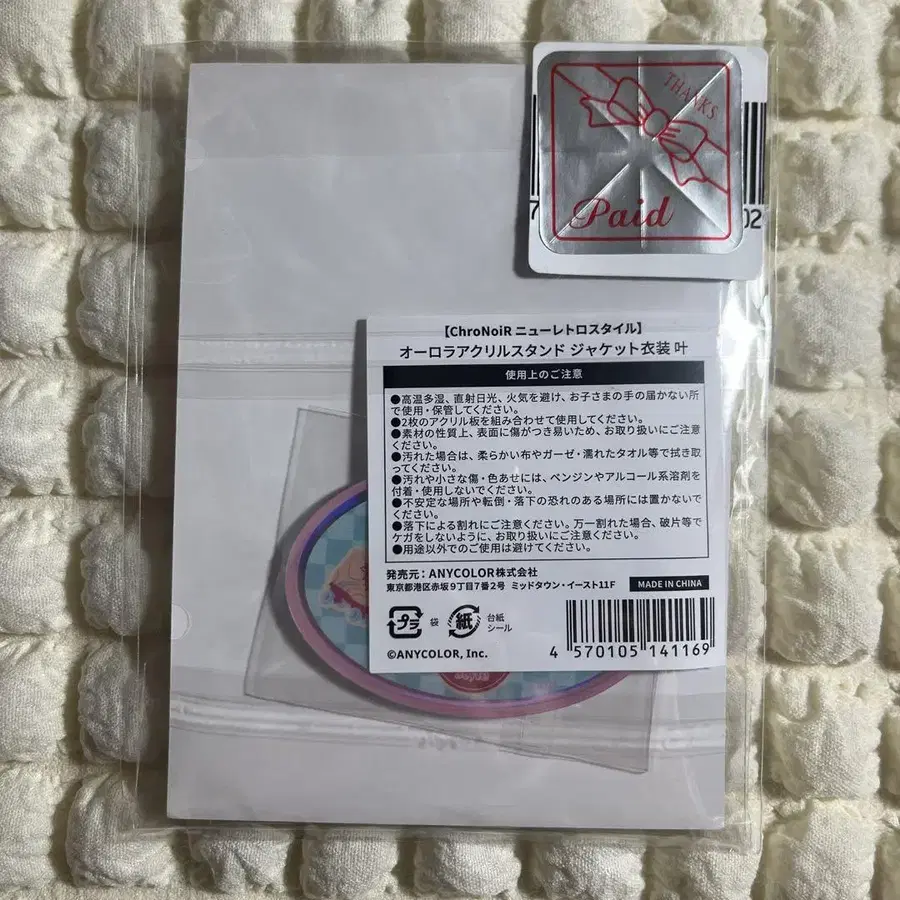 THANKS
Paid
7
02
【ChroNoiR ニューレトロスタイル】
オーロラアクリルスタンド ジャケット衣装 叶
使用上のご注意
●高温多湿、直射日光、火気を避け、お子さまの手の届かない所
で使用・保管してください。
●2枚のアクリル板を組み合わせて使用してください。
●素材の性質上、表面に傷がつき易いため、お取り扱いにご注意
ください。
●汚れた場合は、柔らかい布やガーゼ・濡れたタオル等で拭き取
ってください。
●汚れや小さな傷・色あせには、ベンジンやアルコール系溶剤を
付着・使用しないでください。
●不安定な場所や転倒・落下の恐れのある場所には置かないで
ください。
●落下による割れにご注意ください。万一割れた場合、破片等で
ケガをしないように、お取り扱いにご注意ください。
●用途以外でのご使用は避けてください。
発売元：ANYCOLOR株式会社
東京都港区赤坂9丁目7番2号 ミッドタウン・イースト11F
MADE IN CHINA
プラ 袋 紙 台紙
シール
©ANYCOLOR, Inc.
4 570105 141169